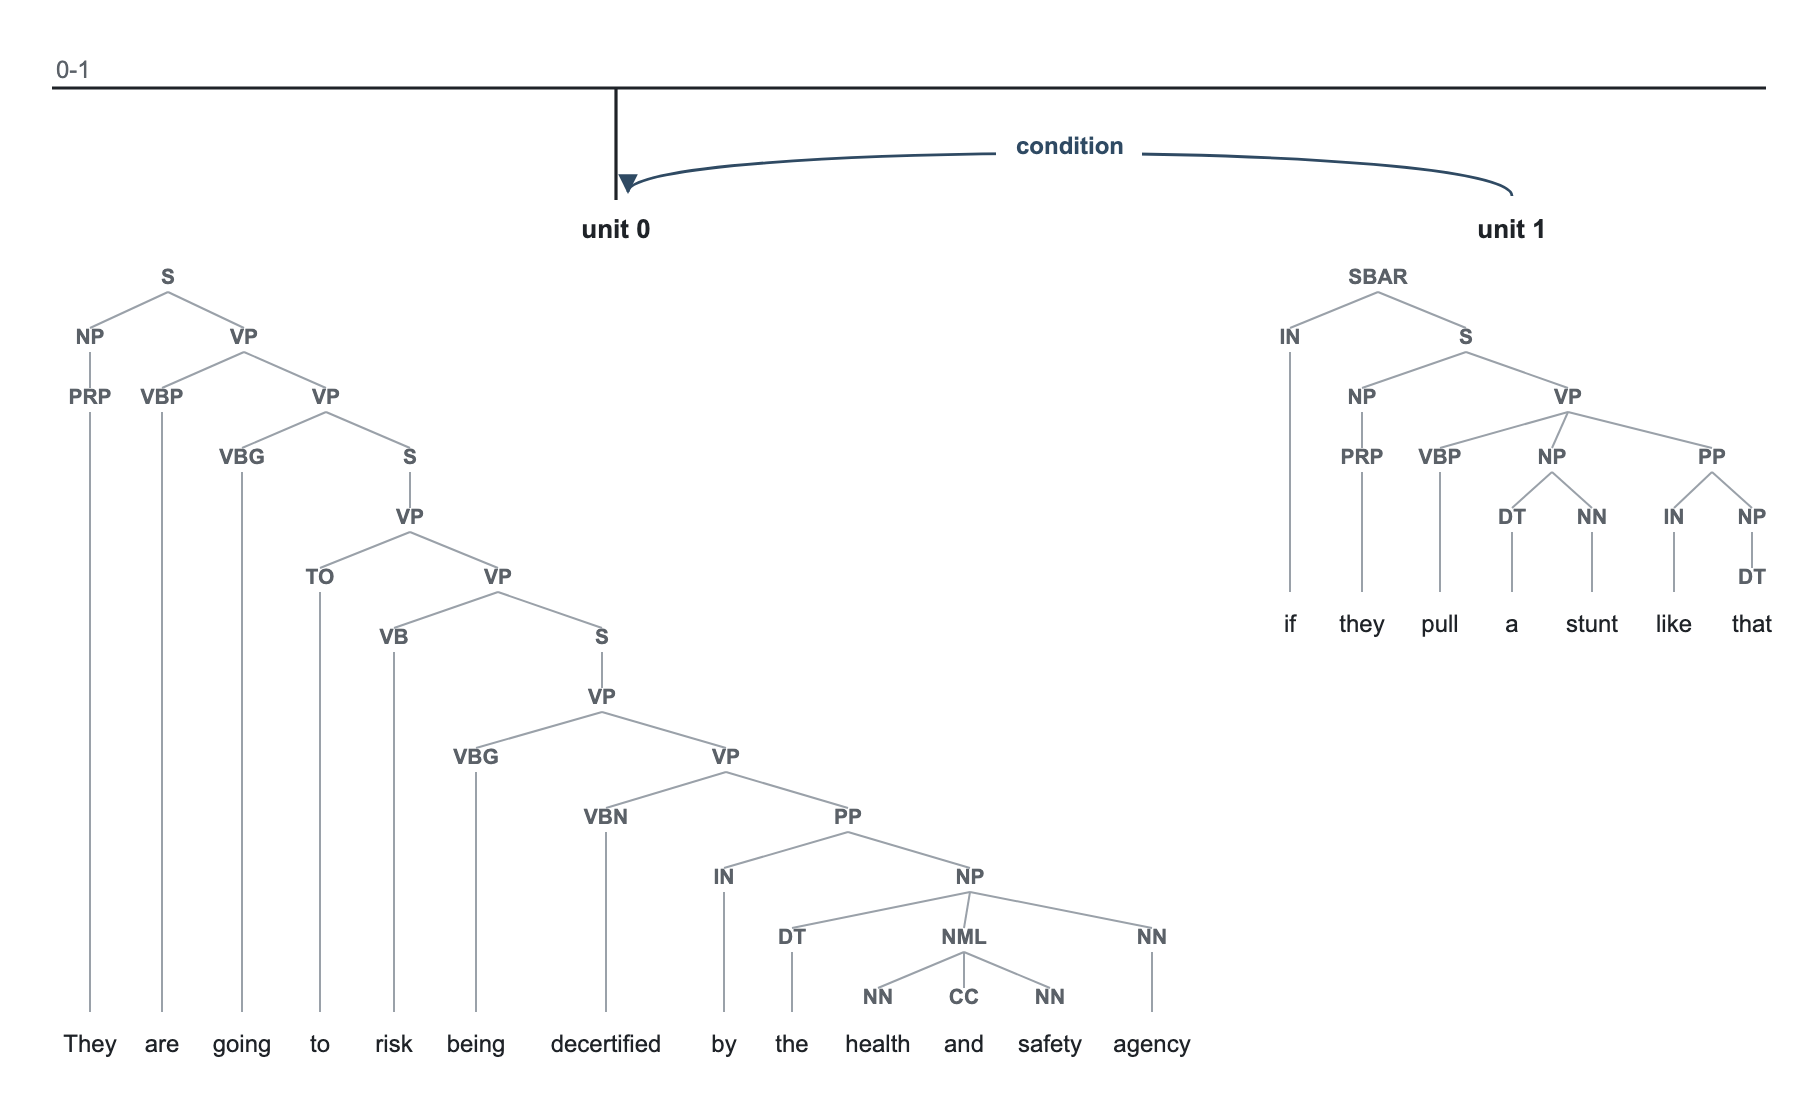 0-1
condition
unit 0 unit 1
S SBAR
NP VP IN S
PRP VBP VP NP VP
VBG S PRP VBP NP PP
VP DT NN IN NP
TO VP DT
if they pull a stunt like that
VB S
VP
VBG VP
VBN PP
IN NP
DT NML NN
NN CC NN
They are going to risk being decertified by the health and safety agency